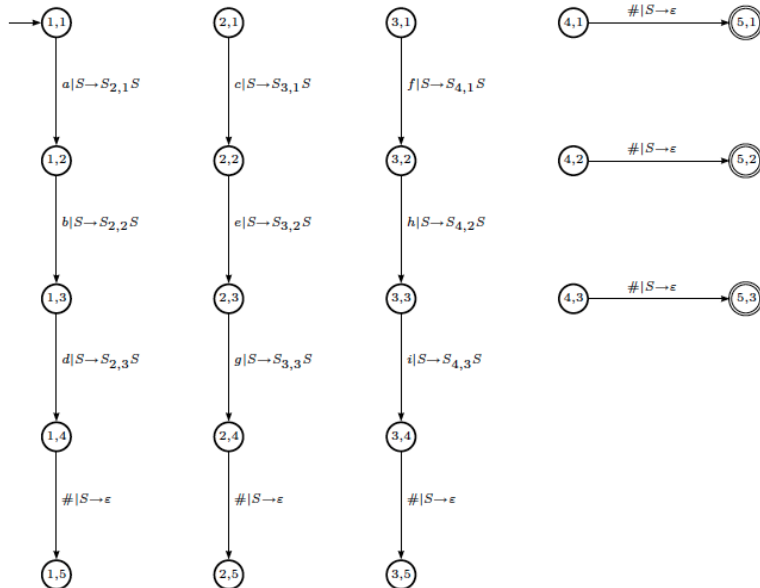 1,1 2,1 3,1 4,1 #|S→ε 5,1
a|S→S₂,₁S c|S→S₃,₁S f|S→S₄,₁S
1,2 2,2 3,2 4,2 #|S→ε 5,2
b|S→S₂,₂S e|S→S₃,₂S h|S→S₄,₂S
1,3 2,3 3,3 4,3 #|S→ε 5,3
d|S→S₂,₃S g|S→S₃,₃S i|S→S₄,₃S
1,4 2,4 3,4
#|S→ε #|S→ε #|S→ε
1,5 2,5 3,5